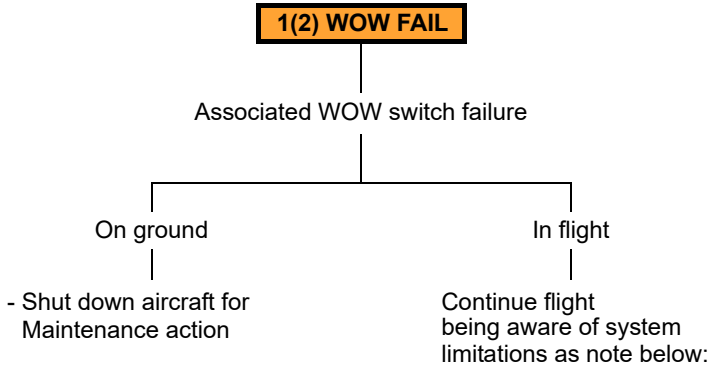 1(2) WOW FAIL
Associated WOW switch failure
On ground
- Shut down aircraft for
Maintenance action
In flight
Continue flight
being aware of system
limitations as note below: